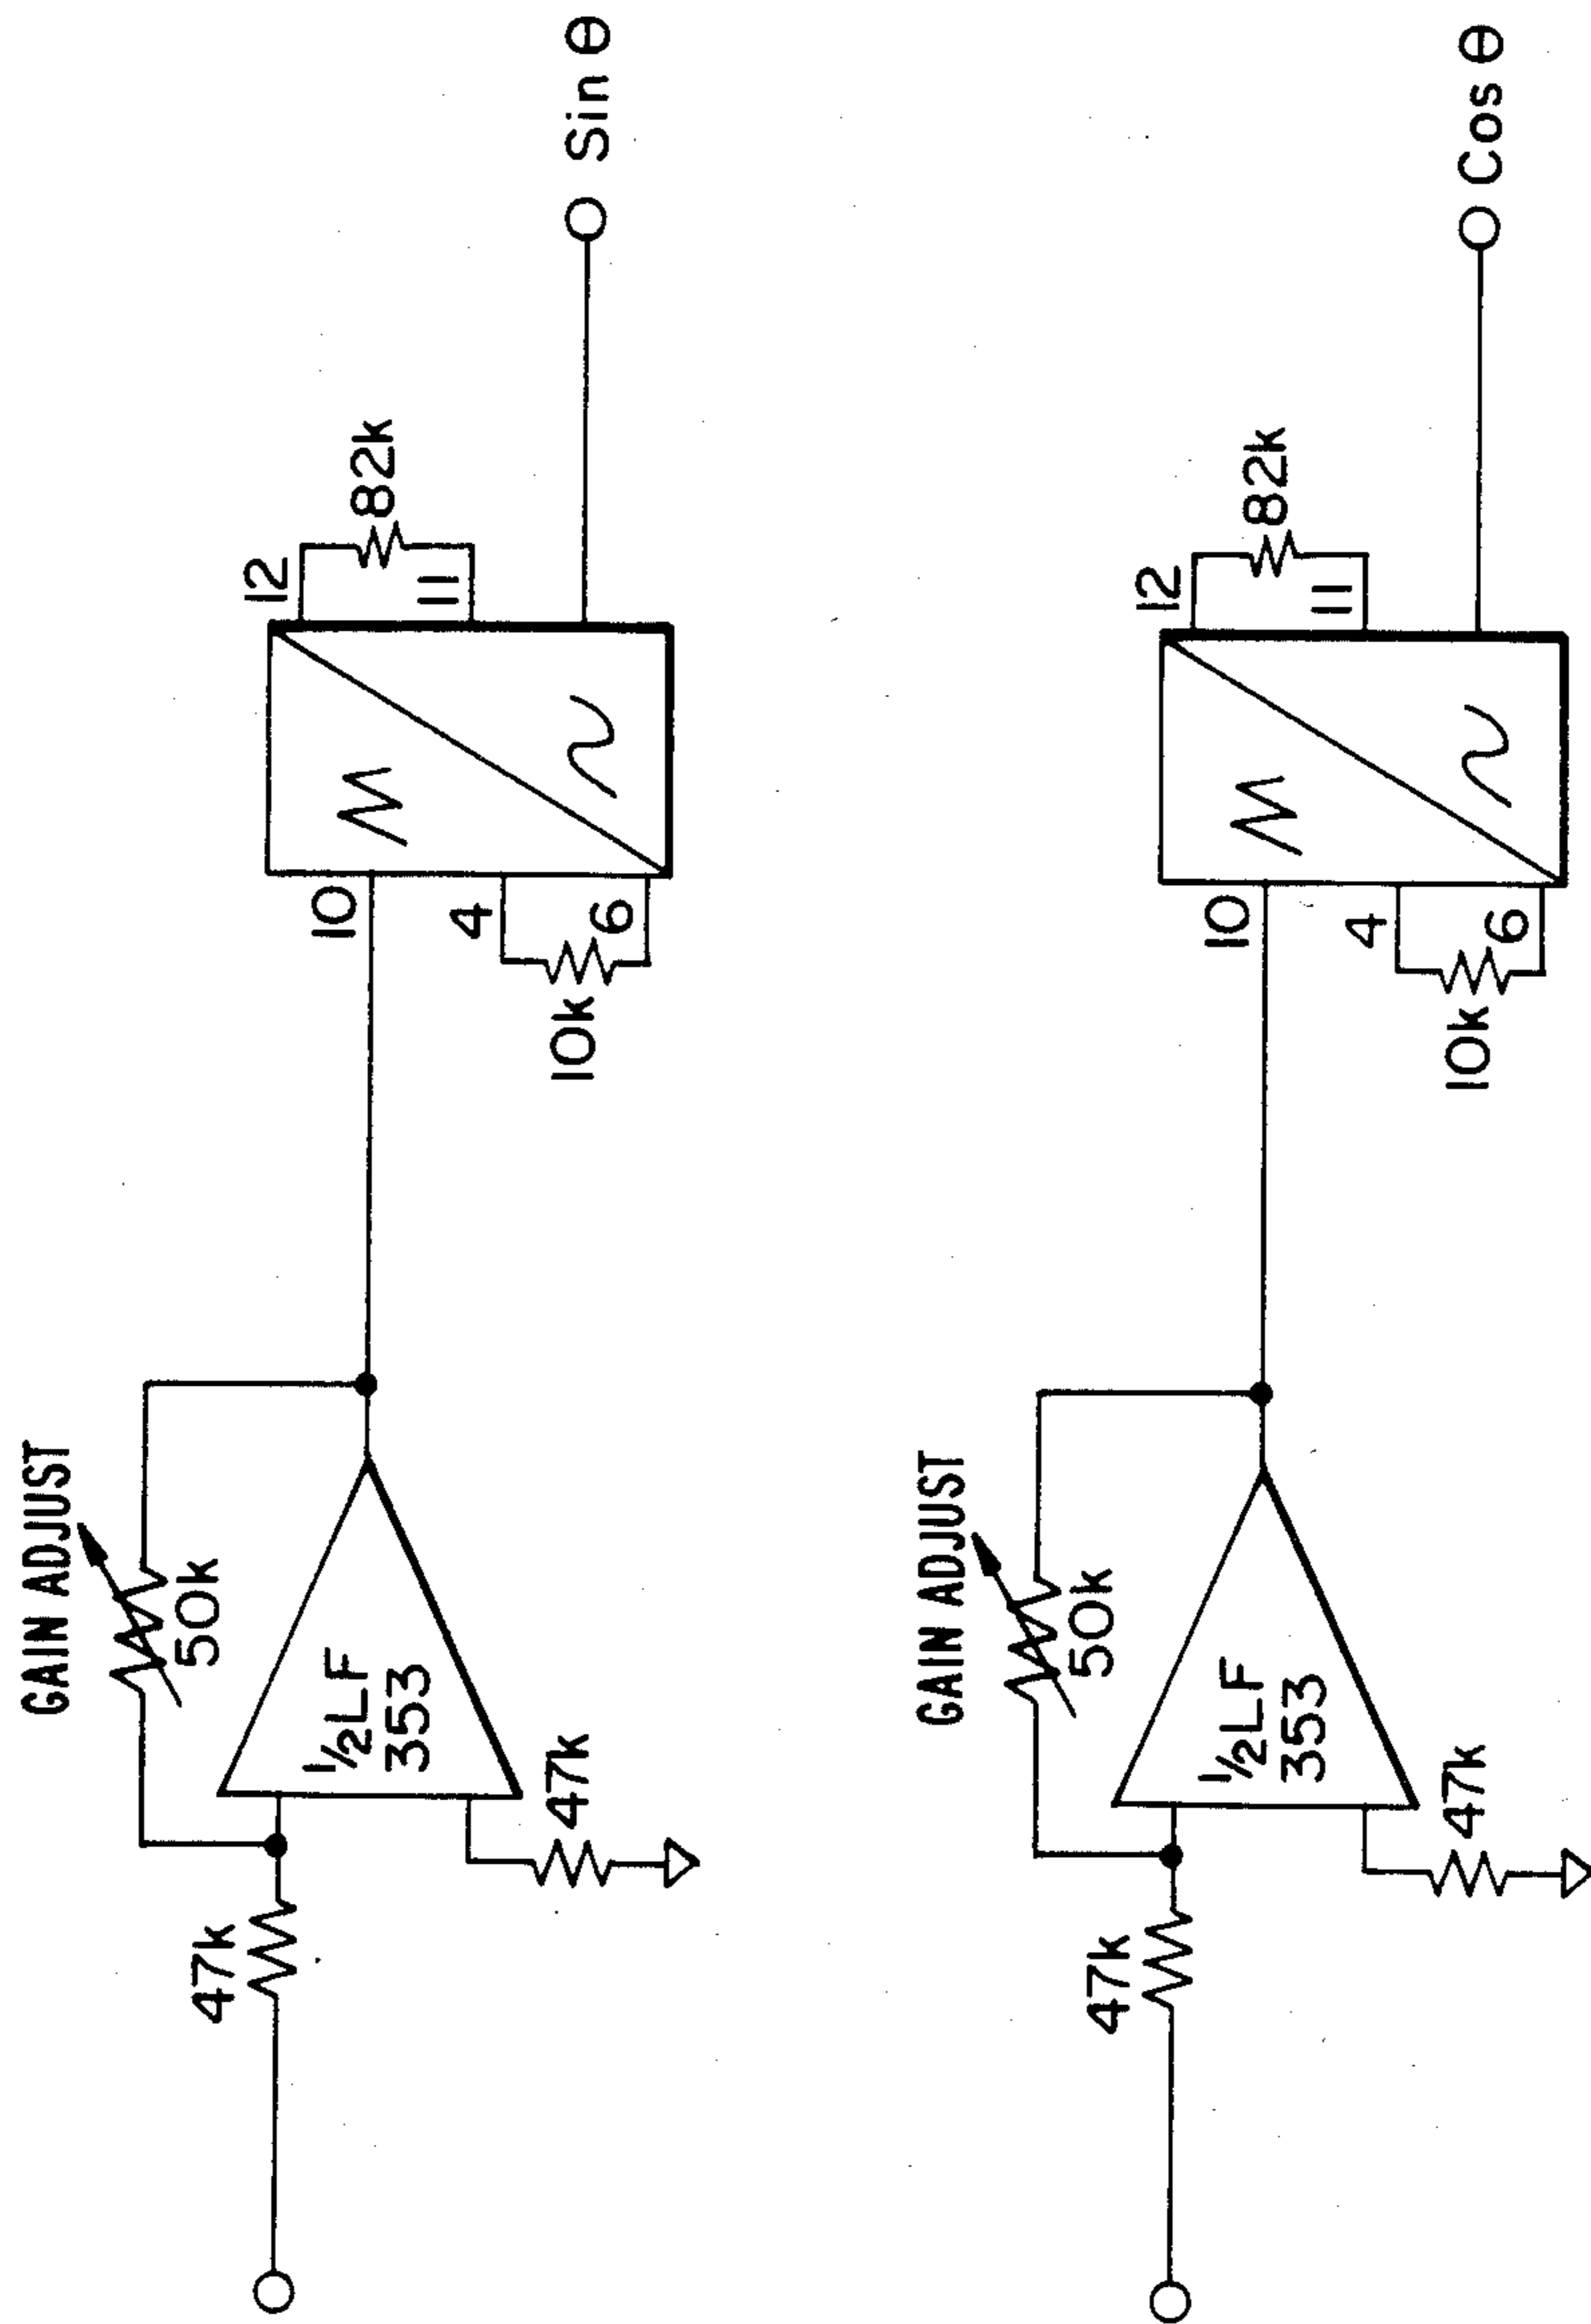 GAIN ADJUST
50k
47k
1/2LF
353
47k
10
4
6
10k
12
11
82k
Sin θ
GAIN ADJUST
50k
47k
1/2LF
353
47k
10
4
6
10k
12
11
82k
Cos θ